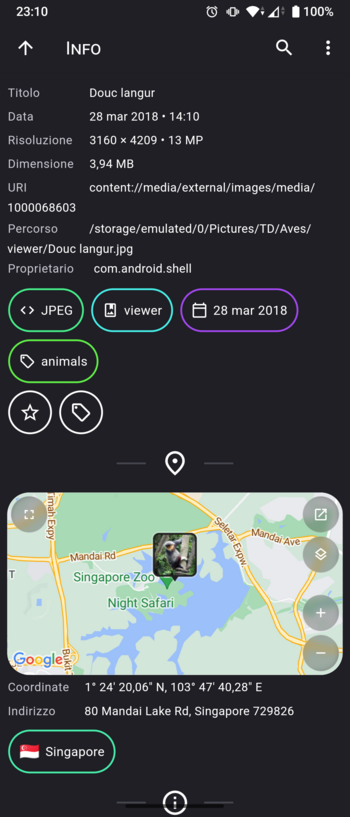 23:10
100%
INFO
Titolo Douc langur
Data 28 mar 2018 • 14:10
Risoluzione 3160 × 4209 • 13 MP
Dimensione 3,94 MB
URI content://media/external/images/media/
1000068603
Percorso /storage/emulated/0/Pictures/TD/Aves/
viewer/Douc langur.jpg
Proprietario com.android.shell
JPEG viewer 28 mar 2018
animals
imah Expy
Seletar Expw.
Mandai Ave
Mandai Rd
T
Singapore Zoo
Night Safari
Google
Bukit
Coordinate 1° 24' 20,06" N, 103° 47' 40,28" E
Indirizzo 80 Mandai Lake Rd, Singapore 729826
Singapore